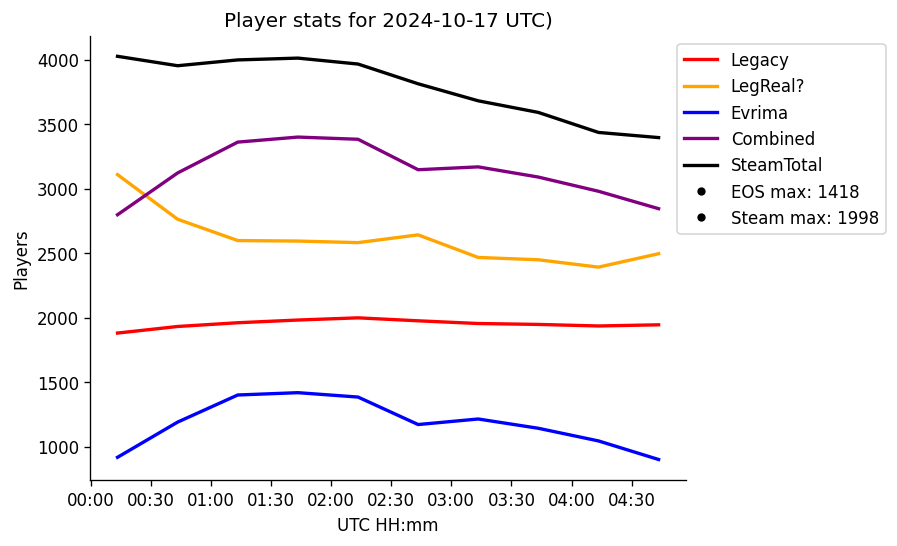 Player stats for 2024-10-17 UTC)
4000
3500
3000
2500
2000
1500
1000
Players
00:00 00:30 01:00 01:30 02:00 02:30 03:00 03:30 04:00 04:30
UTC HH:mm
Legacy
LegReal?
Evrima
Combined
SteamTotal
EOS max: 1418
Steam max: 1998